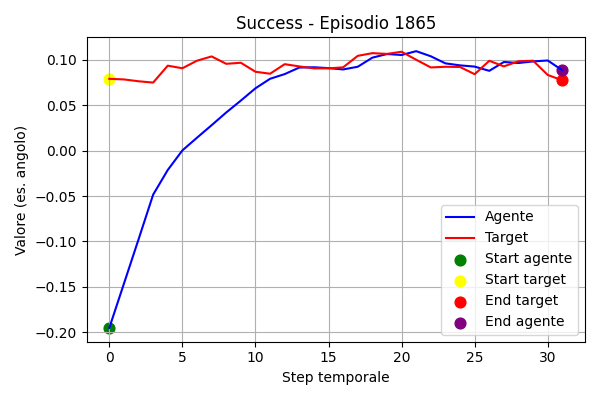 Success - Episodio 1865
Valore (es. angolo)
0.10
0.05
0.00
−0.05
−0.10
−0.15
−0.20
Agente
Target
Start agente
Start target
End target
End agente
0 5 10 15 20 25 30
Step temporale